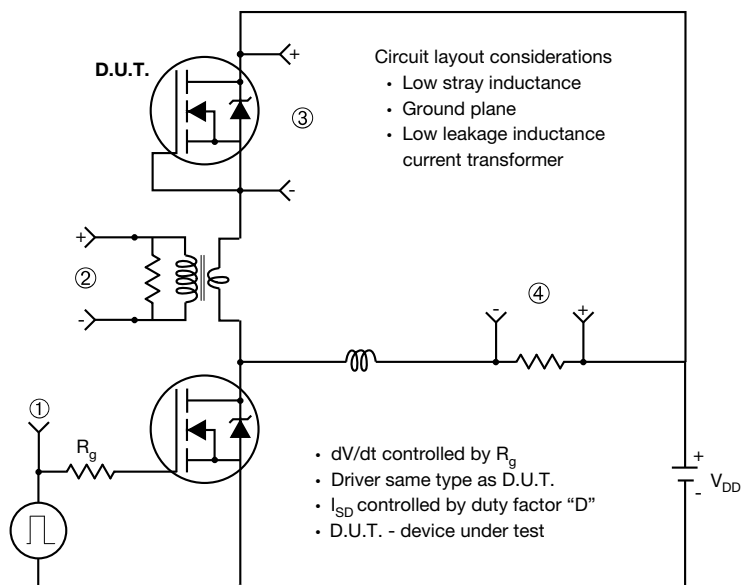 D.U.T.
+
Circuit layout considerations
• Low stray inductance
• Ground plane
• Low leakage inductance
current transformer
③
-
+
②
-
④
-
+
①
R_g
• dV/dt controlled by R_g
• Driver same type as D.U.T.
• I_SD controlled by duty factor “D”
• D.U.T. - device under test
+
V_DD
-